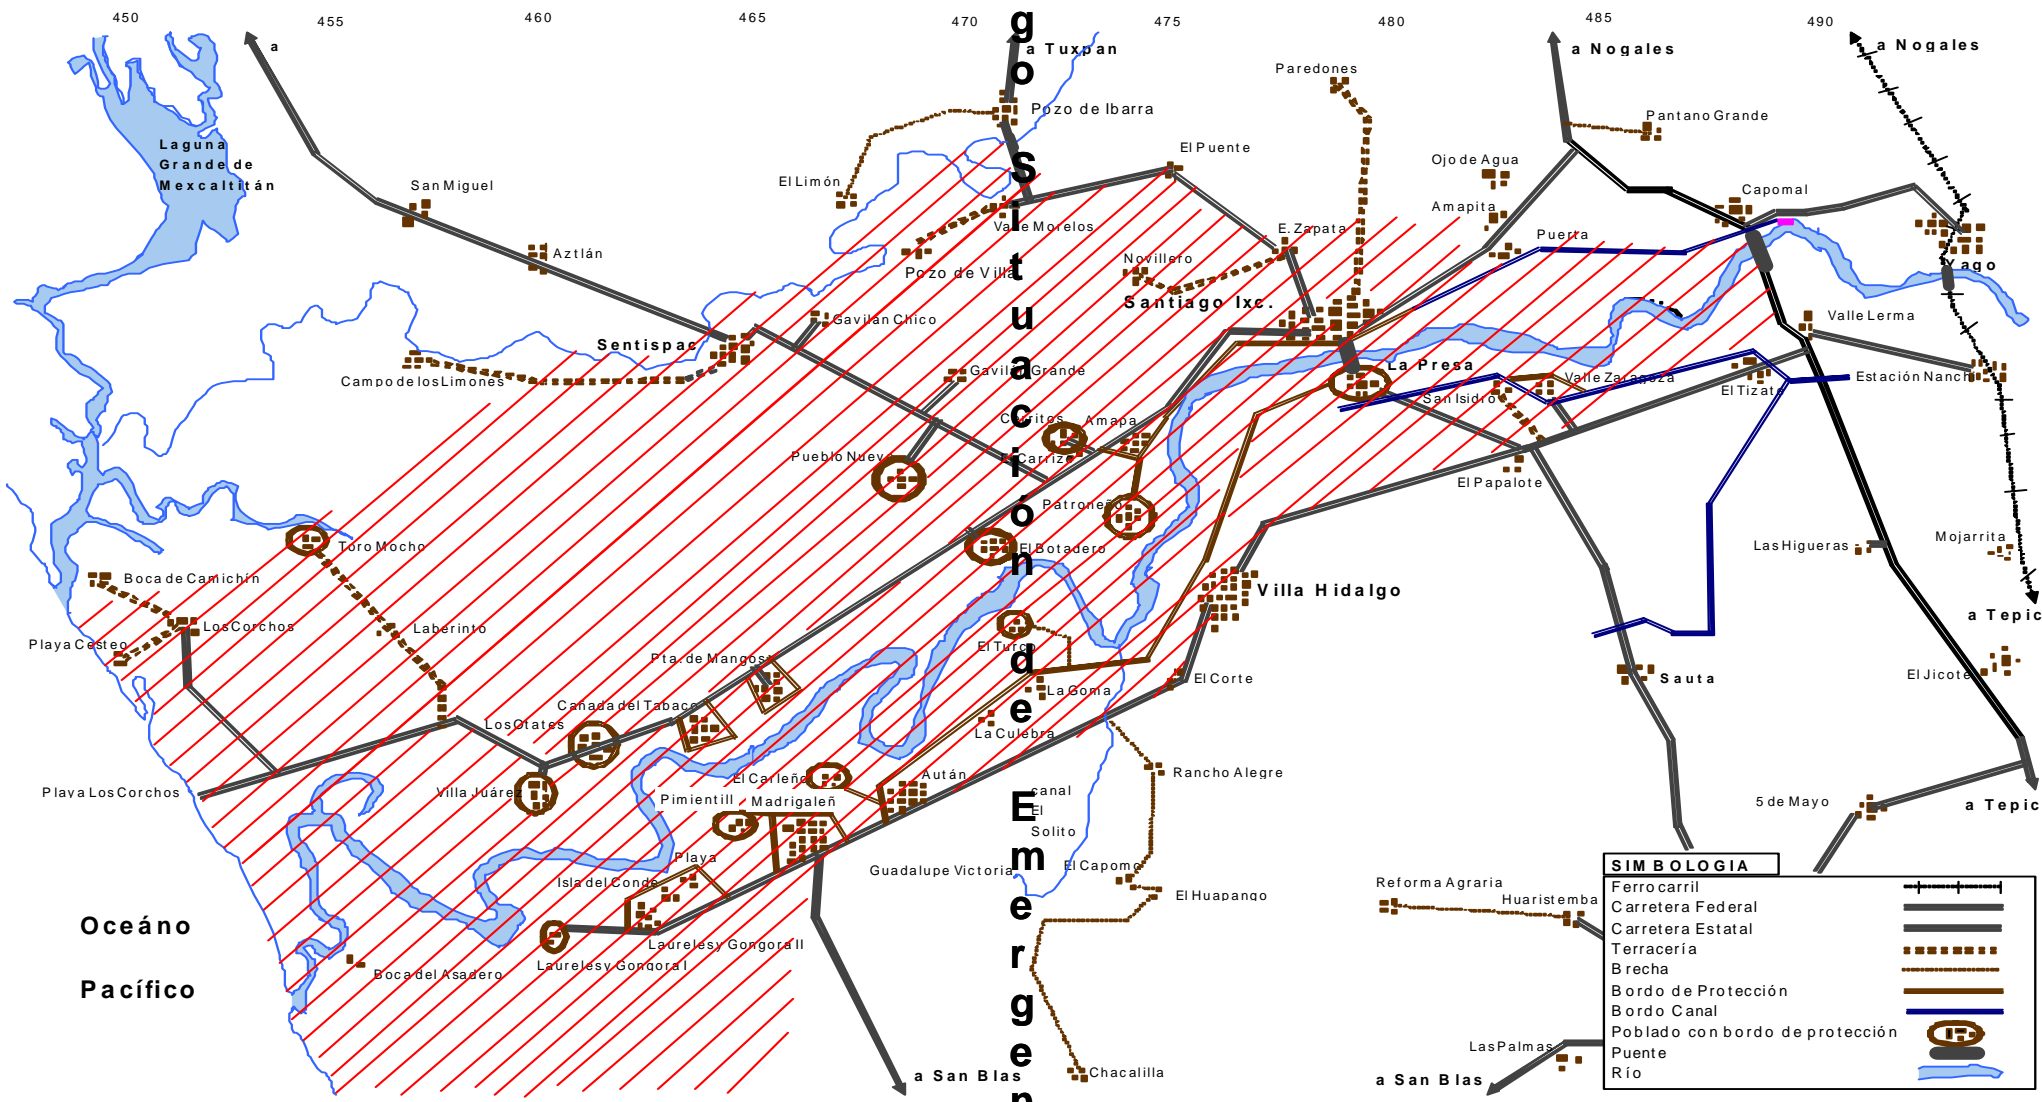 450 455 460 465 470 475 480 485 490
a
a Tuxpan
a Nogales
a Nogales
Paredones
Pozo de Ibarra
Pantano Grande
Laguna
Grande de
Mexcaltitán
El Puente
Ojo de Agua
San Miguel
El Limón
Capomal
Amapita
Valle Morelos
E. Zapata
Puerta
Aztlán
Pozo de Villa
Novillero
Yago
Santiago Ixc.
Gavilan Chico
Valle Lerma
Sentispac
La Presa
Campo de los Limones
Gavilán Grande
Valle Zaragoza
El Tizate
Estación Nanchi
San Isidro
Cerritos
Amapa
Pueblo Nuev
El Carrizo
El Papalote
Patroneño
Toro Mocho
El Botadero
Las Higueras
Mojarrita
Boca de Camichín
Villa Hidalgo
a Tepic
Los Corchos
Laberinto
Playa Cesteo
El Turco
Pta. de Mangos
El Corte
Sauta
El Jicote
La Goma
Cañada del Tabaco
Los Otates
La Culebra
Rancho Alegre
El Carleño
Aután
Playa Los Corchos
Villa Juárez
Pimientill
Madrigaleñ
canal
El
Solito
5 de Mayo
a Tepic
Playa
Guadalupe Victoria
El Capomo
Isla del Conde
El Huapango
Reforma Agraria
Huaristemba
Oceáno
Pacífico
Laureles y Gongora II
Laureles y Gongora I
Boca del Asadero
Las Palmas
a San Blas
Chacalilla
a San Blas
go Situación de Emergen
SIMBOLOGIA
Ferrocarril
Carretera Federal
Carretera Estatal
Terracería
Brecha
Bordo de Protección
Bordo Canal
Poblado con bordo de protección
Puente
Río